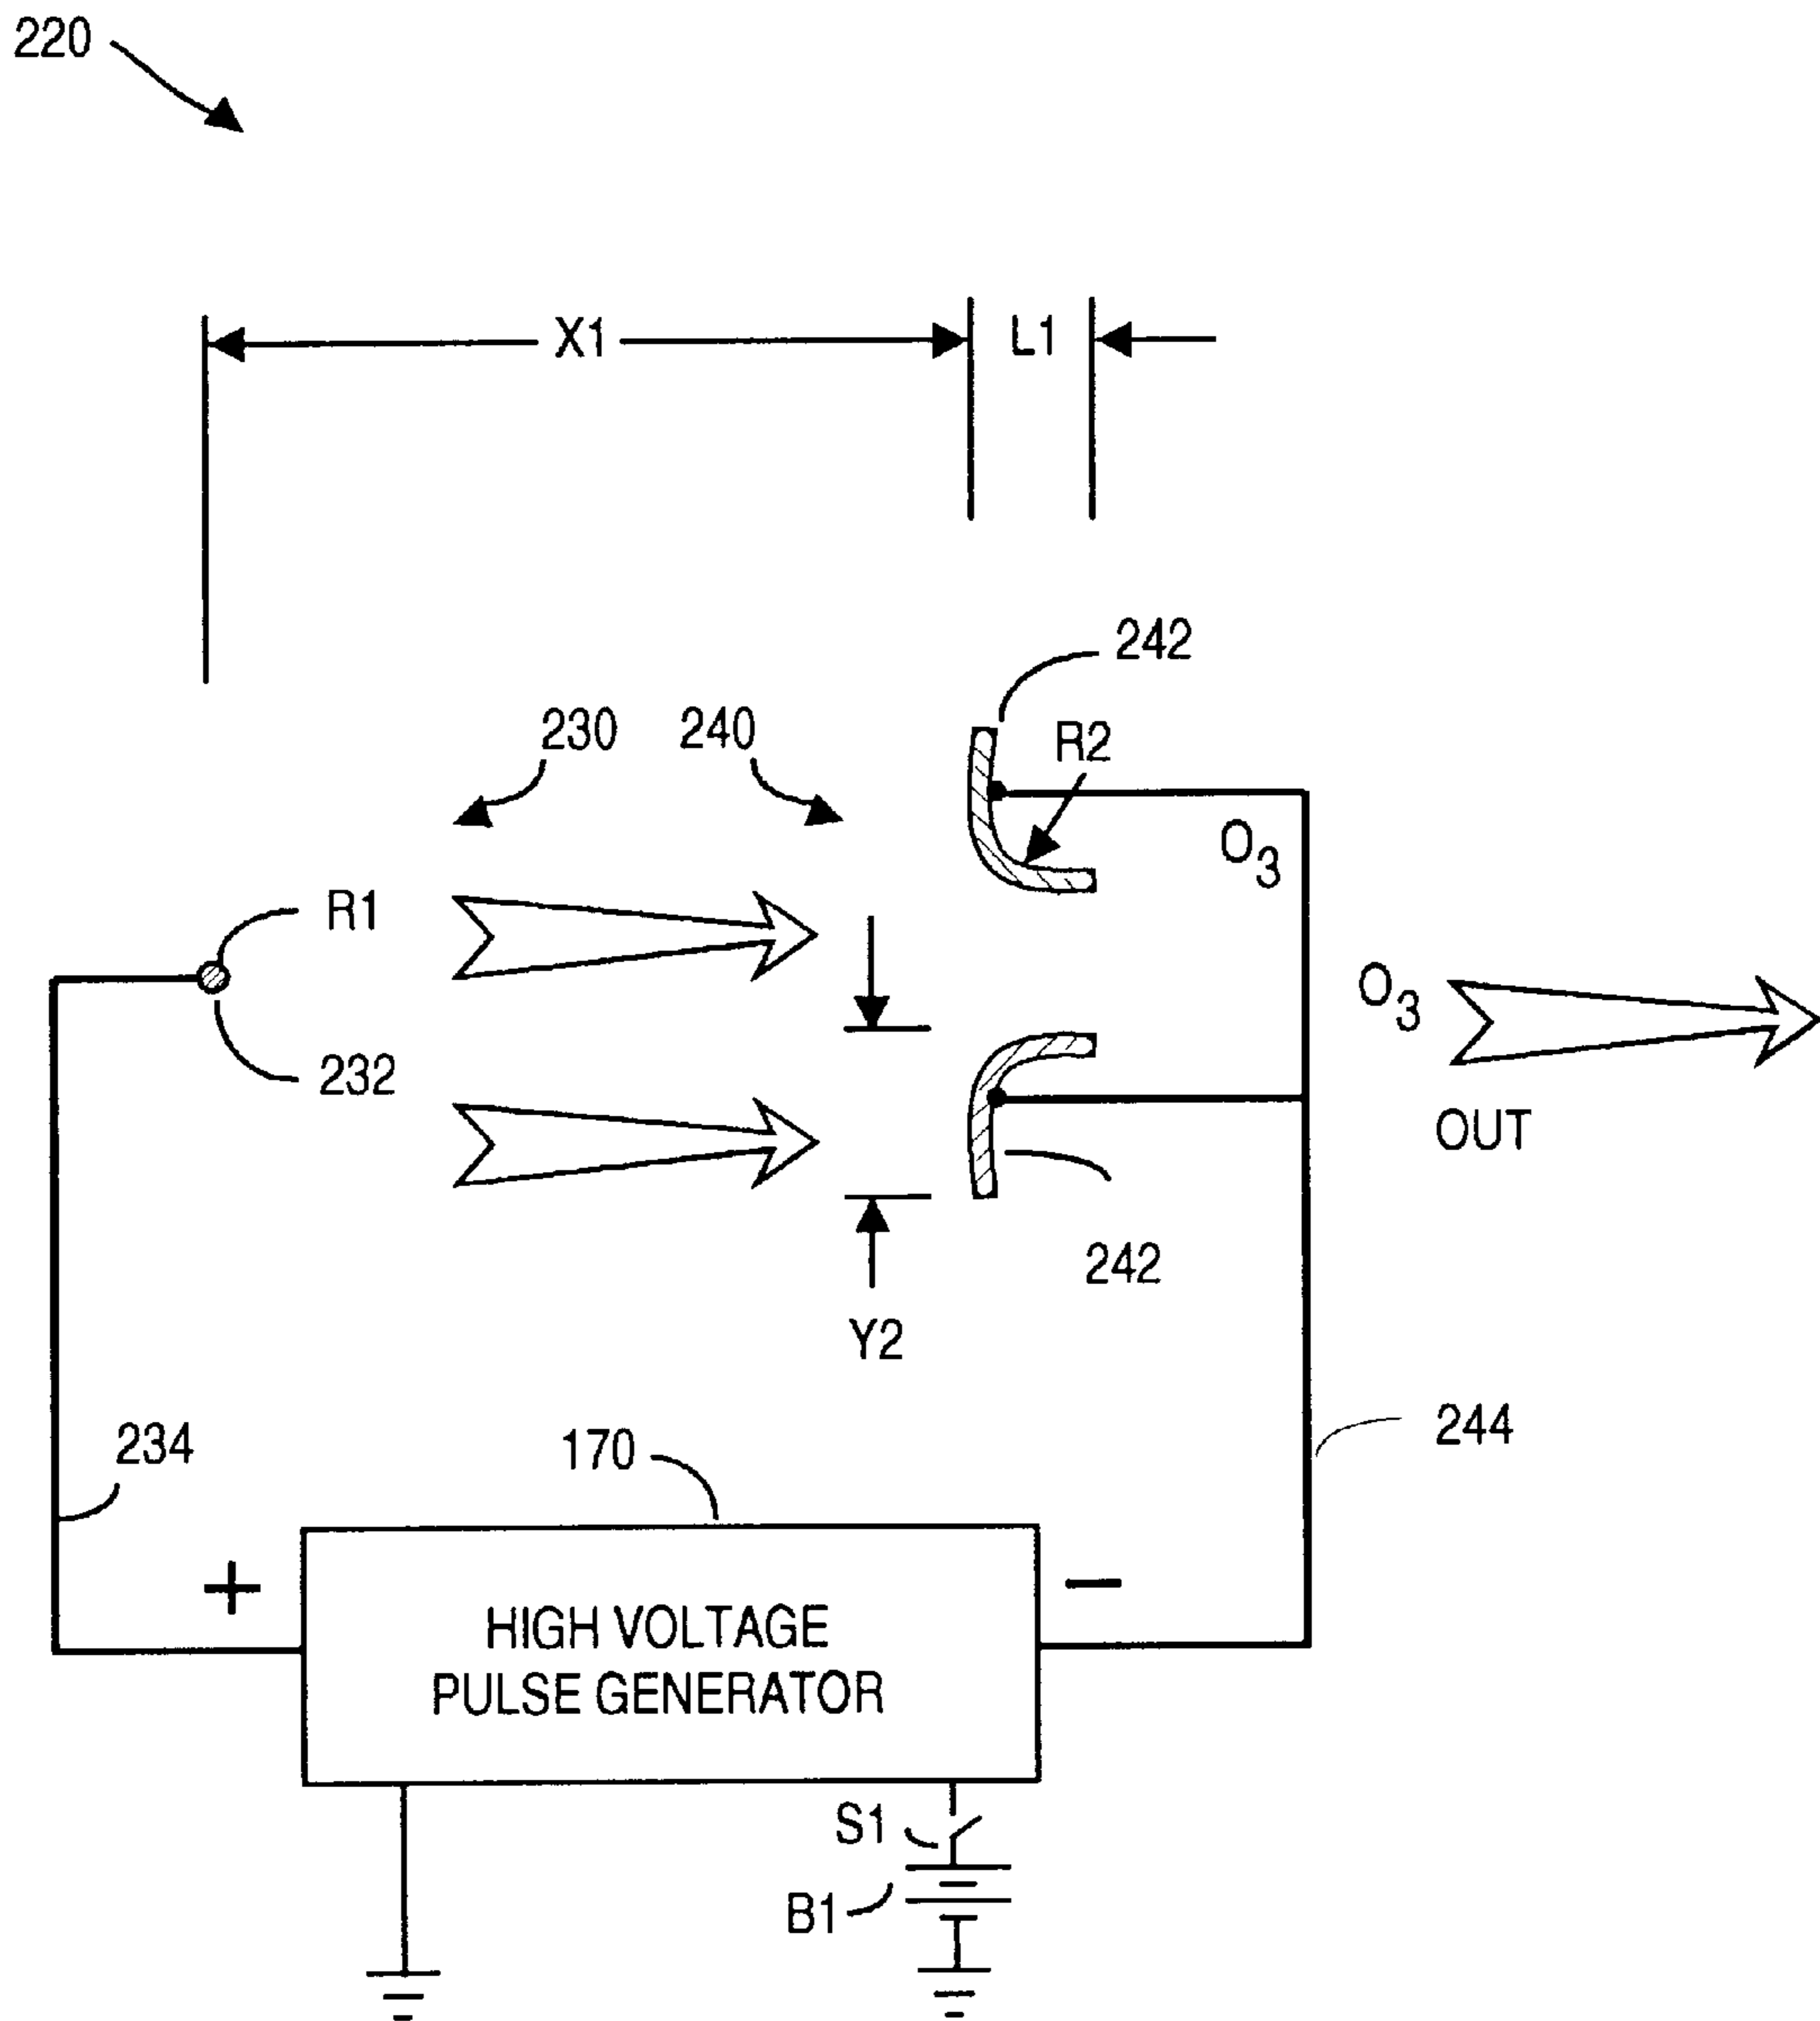 220
X1
L1
242
230
240
R2
O3
R1
O3
232
OUT
242
Y2
234
170
244
+
−
HIGH VOLTAGE
PULSE GENERATOR
S1
B1